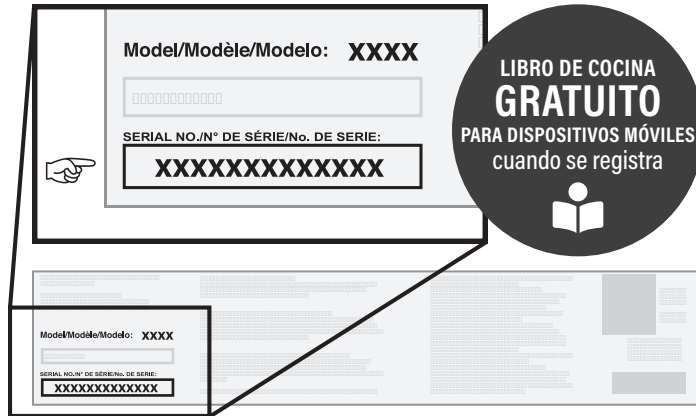 Model/Modèle/Modelo: XXXX
SERIAL NO./N° DE SÉRIE/No. DE SERIE:
XXXXXXXXXXXXX
LIBRO DE COCINA
GRATUITO
PARA DISPOSITIVOS MÓVILES
cuando se registra
Model/Modèle/Modelo: XXXX
SERIAL NO./N° DE SÉRIE/No. DE SERIE:
XXXXXXXXXXXXX